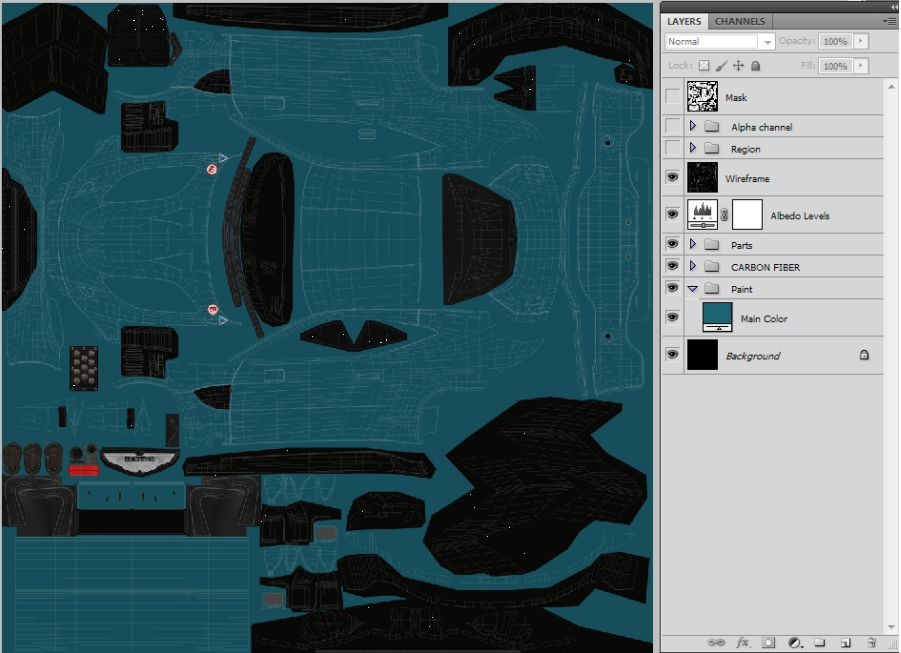 LAYERS CHANNELS
Normal Opacity: 100%
Lock: Fill: 100%
Mask
Alpha channel
Region
Wireframe
Albedo Levels
Parts
CARBON FIBER
Paint
Main Color
Background
fx